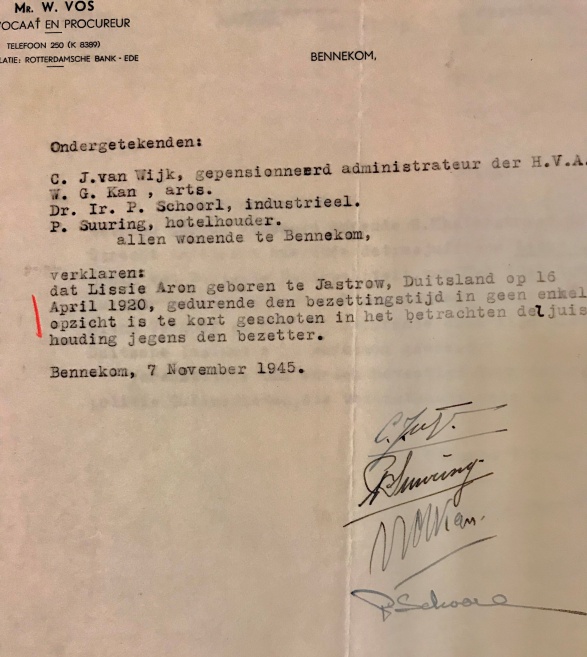 Mr. W. VOS
VOCAAT EN PROCUREUR
TELEFOON 250 (K 8389)
LATIE: ROTTERDAMSCHE BANK - EDE
BENNEKOM,
Ondergetekenden:
C. J.van Wijk, gepensionneerd administrateur der H.V.A.
W. G. Kan , arts.
Dr. Ir. P. Schoorl, industrieel.
P. Suuring, hotelhouder.
allen wonende te Bennekom,
verklaren:
dat Lissie Aron geboren te Jastrow, Duitsland op 16
April 1920, gedurende den bezettingstijd in geen enkel
opzicht is te kort geschoten in het betrachten de juis
houding jegens den bezetter.
Bennekom, 7 November 1945.
PSuuring.
WGKan.
PSchoorl